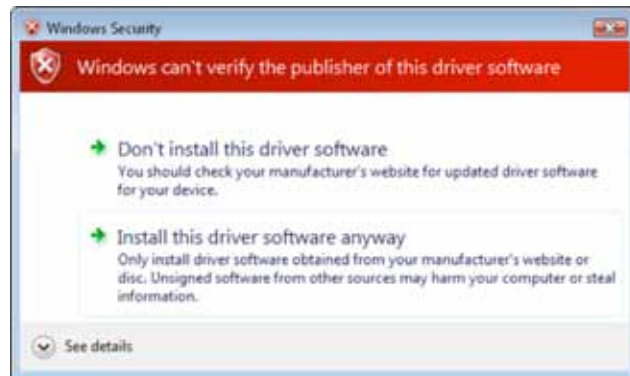 Windows Security
Windows can't verify the publisher of this driver software
Don't install this driver software
You should check your manufacturer's website for updated driver software
for your device.
Install this driver software anyway
Only install driver software obtained from your manufacturer's website or
disc. Unsigned software from other sources may harm your computer or steal
information.
See details